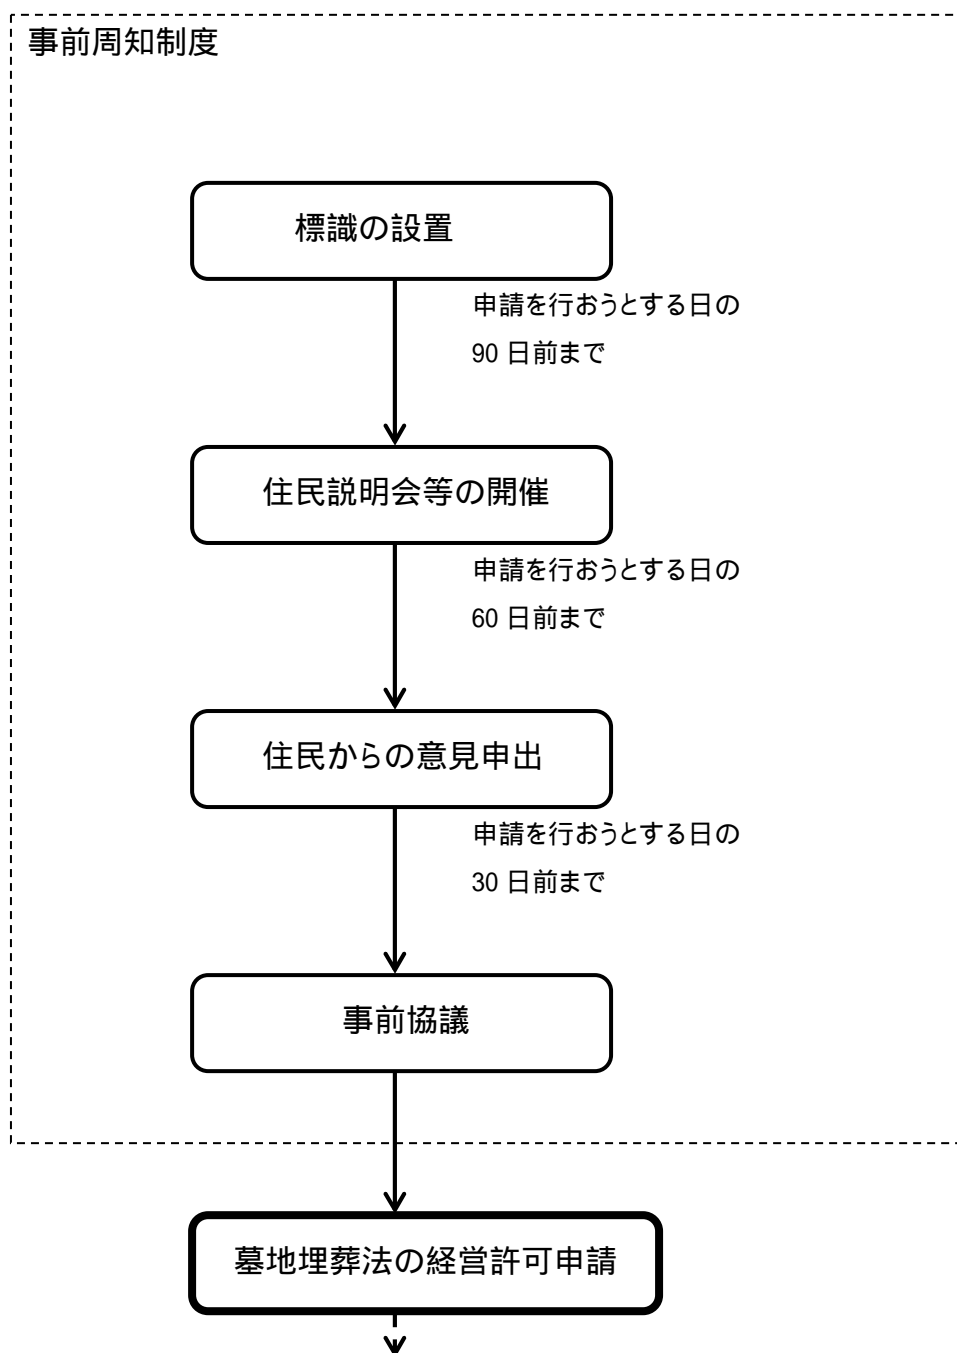 事前周知制度
標識の設置
申請を行おうとする日の
90 日前まで
住民説明会等の開催
申請を行おうとする日の
60 日前まで
住民からの意見申出
申請を行おうとする日の
30 日前まで
事前協議
墓地埋葬法の経営許可申請